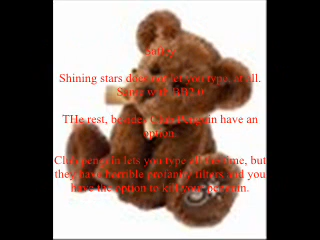 Shining stars doesn't let you type, at all.
Same with
THe rest, besides Club Penguin have an
option.
Club penguin lets you type all the time, but
they have horrible profanity filters and you
have the option to kill your penguin.